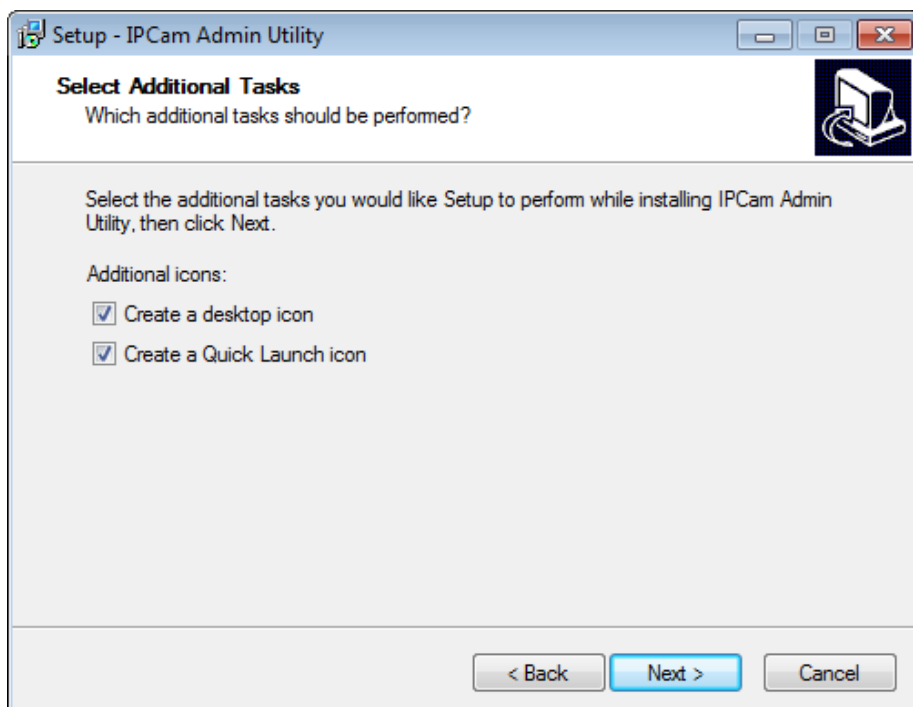 Setup - IPCam Admin Utility
Select Additional Tasks
Which additional tasks should be performed?
Select the additional tasks you would like Setup to perform while installing IPCam Admin
Utility, then click Next.
Additional icons:
Create a desktop icon
Create a Quick Launch icon
< Back
Next >
Cancel